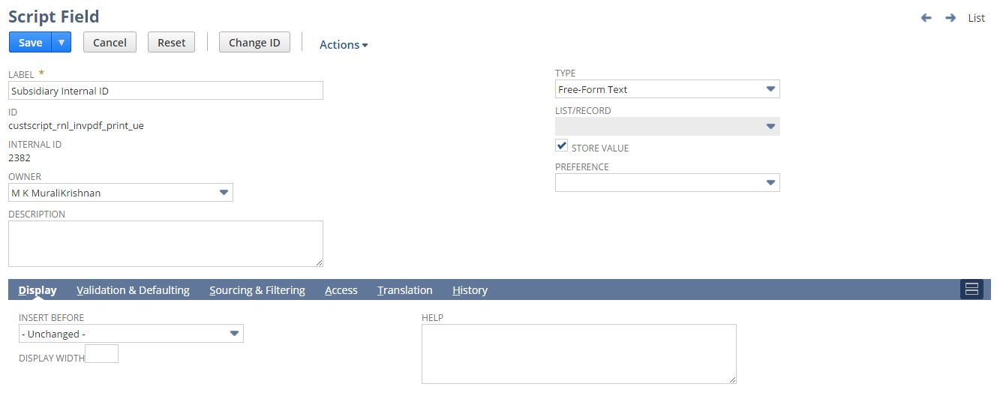 Script Field
List
Save
Cancel
Reset
Change ID
Actions
LABEL *
Subsidiary Internal ID
ID
custscript_rnl_invpdf_print_ue
INTERNAL ID
2382
OWNER
M K MuraliKrishnan
DESCRIPTION
TYPE
Free-Form Text
LIST/RECORD
STORE VALUE
PREFERENCE
Display Validation & Defaulting Sourcing & Filtering Access Translation History
INSERT BEFORE
- Unchanged -
DISPLAY WIDTH
HELP